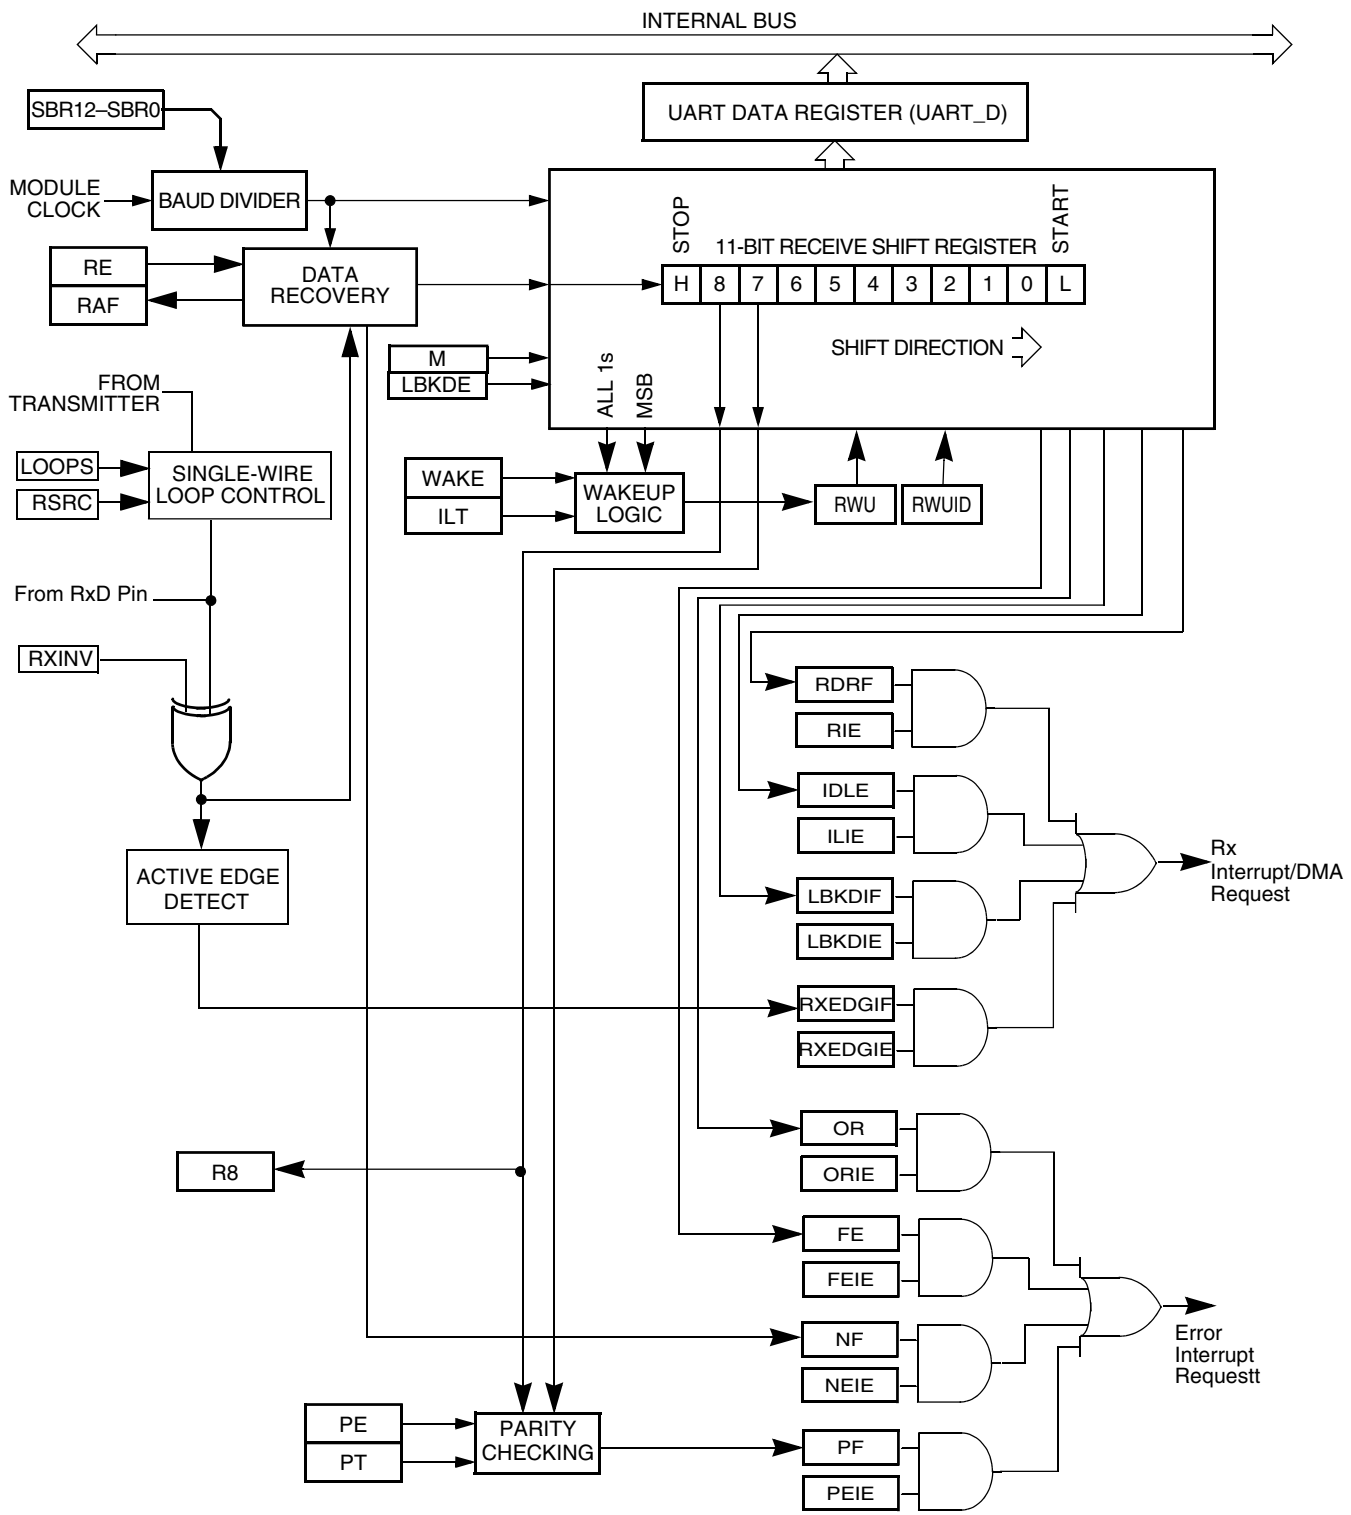 INTERNAL BUS
SBR12–SBR0
UART DATA REGISTER (UART_D)
MODULE
CLOCK
BAUD DIVIDER
STOP
11-BIT RECEIVE SHIFT REGISTER
START
RE
RAF
DATA
RECOVERY
H 8 7 6 5 4 3 2 1 0 L
SHIFT DIRECTION
M
LBKDE
ALL 1s
MSB
FROM
TRANSMITTER
LOOPS
RSRC
SINGLE-WIRE
LOOP CONTROL
WAKE
ILT
WAKEUP
LOGIC
RWU
RWUID
From RxD Pin
RXINV
RDRF
RIE
IDLE
ILIE
Rx
Interrupt/DMA
Request
ACTIVE EDGE
DETECT
LBKDIF
LBKDIE
RXEDGIF
RXEDGIE
OR
ORIE
R8
FE
FEIE
NF
NEIE
Error
Interrupt
Requestt
PE
PT
PARITY
CHECKING
PF
PEIE